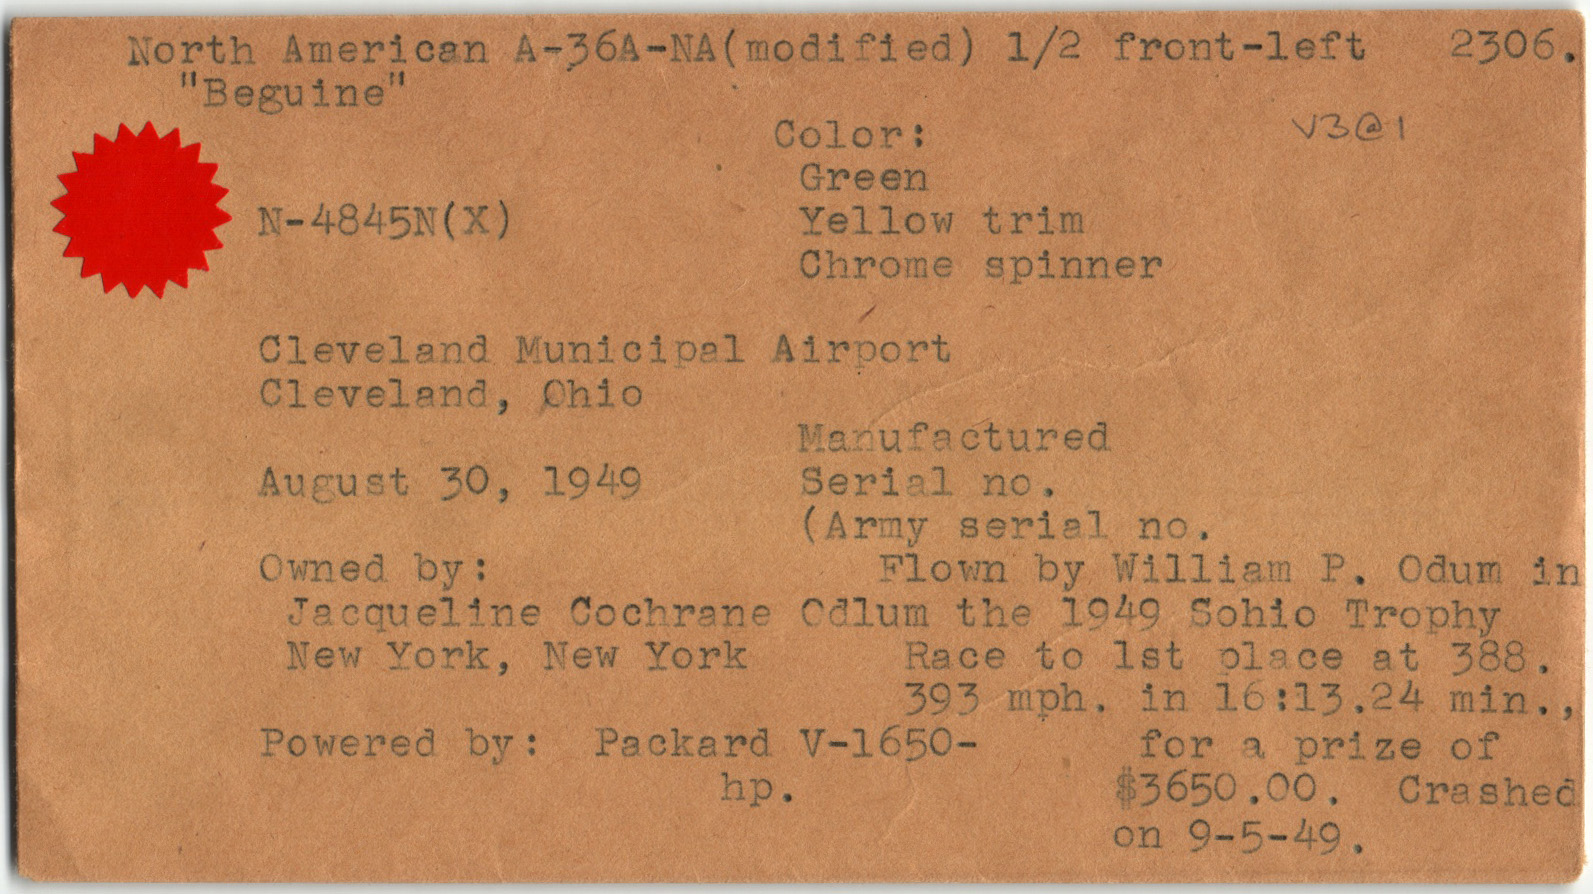 North American A-36A-NA(modified) 1/2 front-left 2306.
"Beguine"
Color:
V3@1
Green
N-4845N(X)
Yellow trim
Chrome spinner
Cleveland Municipal Airport
Cleveland, Ohio
Manufactured
August 30, 1949
Serial no.
(Army serial no.
Owned by:
Flown by William P. Odum in
Jacqueline Cochrane Odlum the 1949 Sohio Trophy
New York, New York
Race to 1st place at 388.
393 mph. in 16:13.24 min.,
Powered by: Packard V-1650-
for a prize of
hp.
$3650.00. Crashed
on 9-5-49.